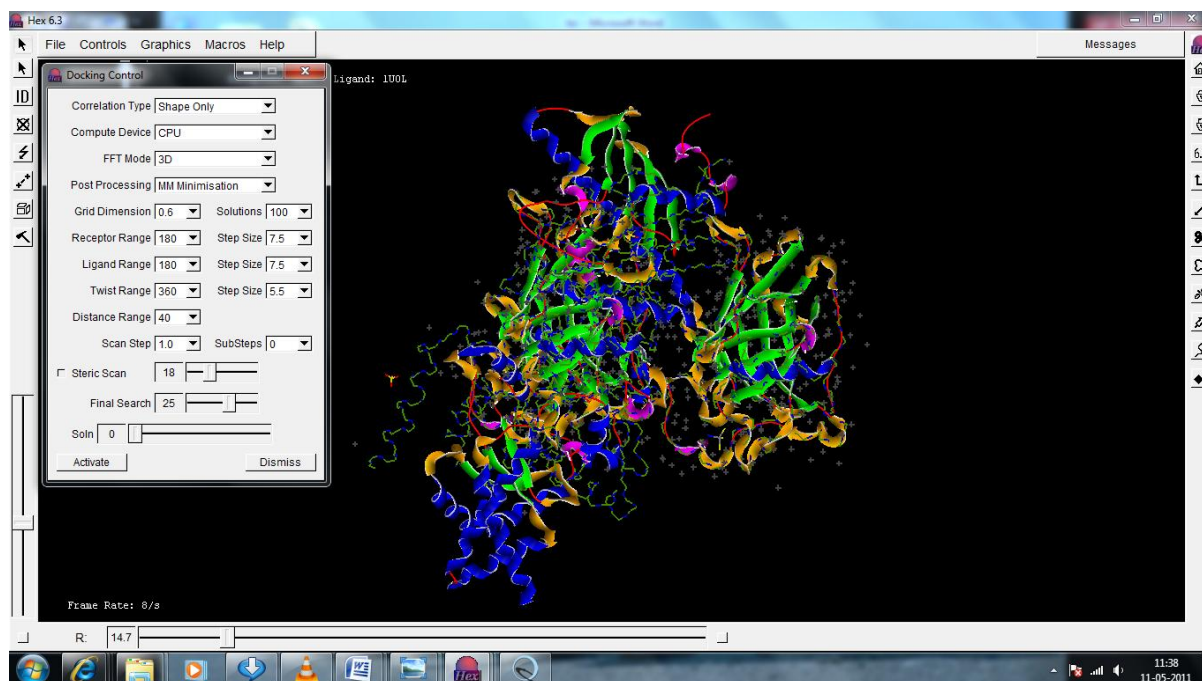 Hex 6.3
File Controls Graphics Macros Help
Messages
Docking Control
Ligand: 1U0L
Correlation Type Shape Only
Compute Device CPU
FFT Mode 3D
Post Processing MM Minimisation
Grid Dimension 0.6 Solutions 100
Receptor Range 180 Step Size 7.5
Ligand Range 180 Step Size 7.5
Twist Range 360 Step Size 5.5
Distance Range 40
Scan Step 1.0 SubSteps 0
Steric Scan 18
Final Search 25
Soln 0
Activate Dismiss
ID
Frame Rate: 8/s
R: 14.7
Hex
11:38
11-05-2011